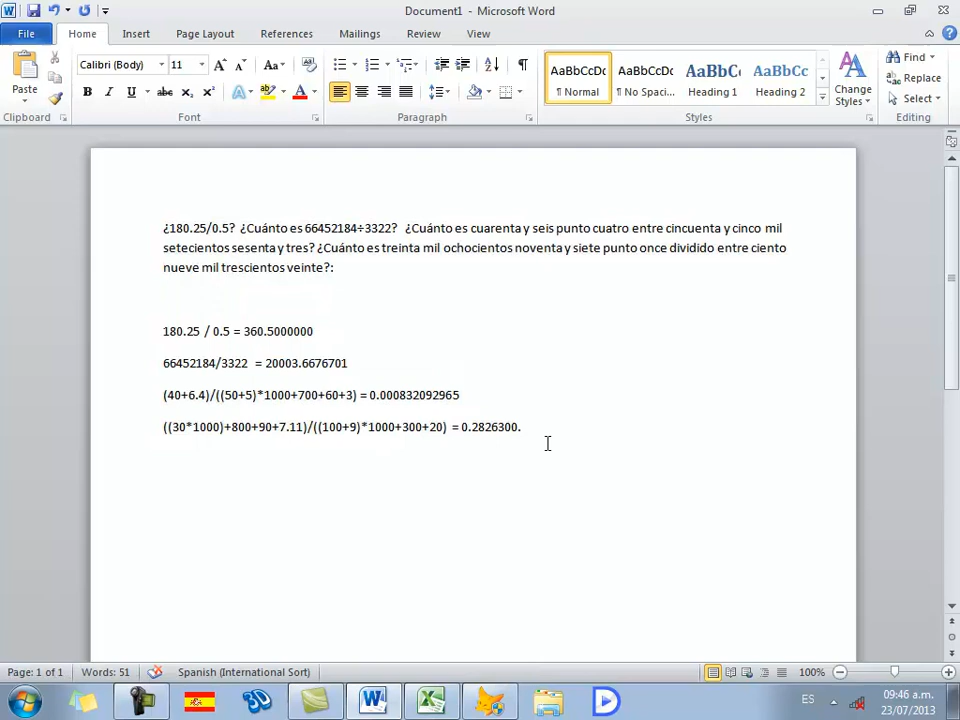 Document1 - Microsoft Word
File Home Insert Page Layout References Mailings Review View
Calibri (Body) 11 Aa AaBbCcDc AaBbCcDc AaBbCc AaBbCc Find
Paste B I U abc x₂ x² A ¶ Normal ¶ No Spaci... Heading 1 Heading 2 Change Styles Replace
Select
Clipboard Font Paragraph Styles Editing
¿180.25/0.5? ¿Cuánto es 66452184÷3322? ¿Cuánto es cuarenta y seis punto cuatro entre cincuenta y cinco mil
setecientos sesenta y tres? ¿Cuánto es treinta mil ochocientos noventa y siete punto once dividido entre ciento
nueve mil trescientos veinte?:
180.25 / 0.5 = 360.5000000
66452184/3322 = 20003.6676701
(40+6.4)/((50+5)*1000+700+60+3) = 0.000832092965
((30*1000)+800+90+7.11)/((100+9)*1000+300+20) = 0.2826300.
Page: 1 of 1 Words: 51 Spanish (International Sort) 100%
ES 09:46 a.m.
23/07/2013